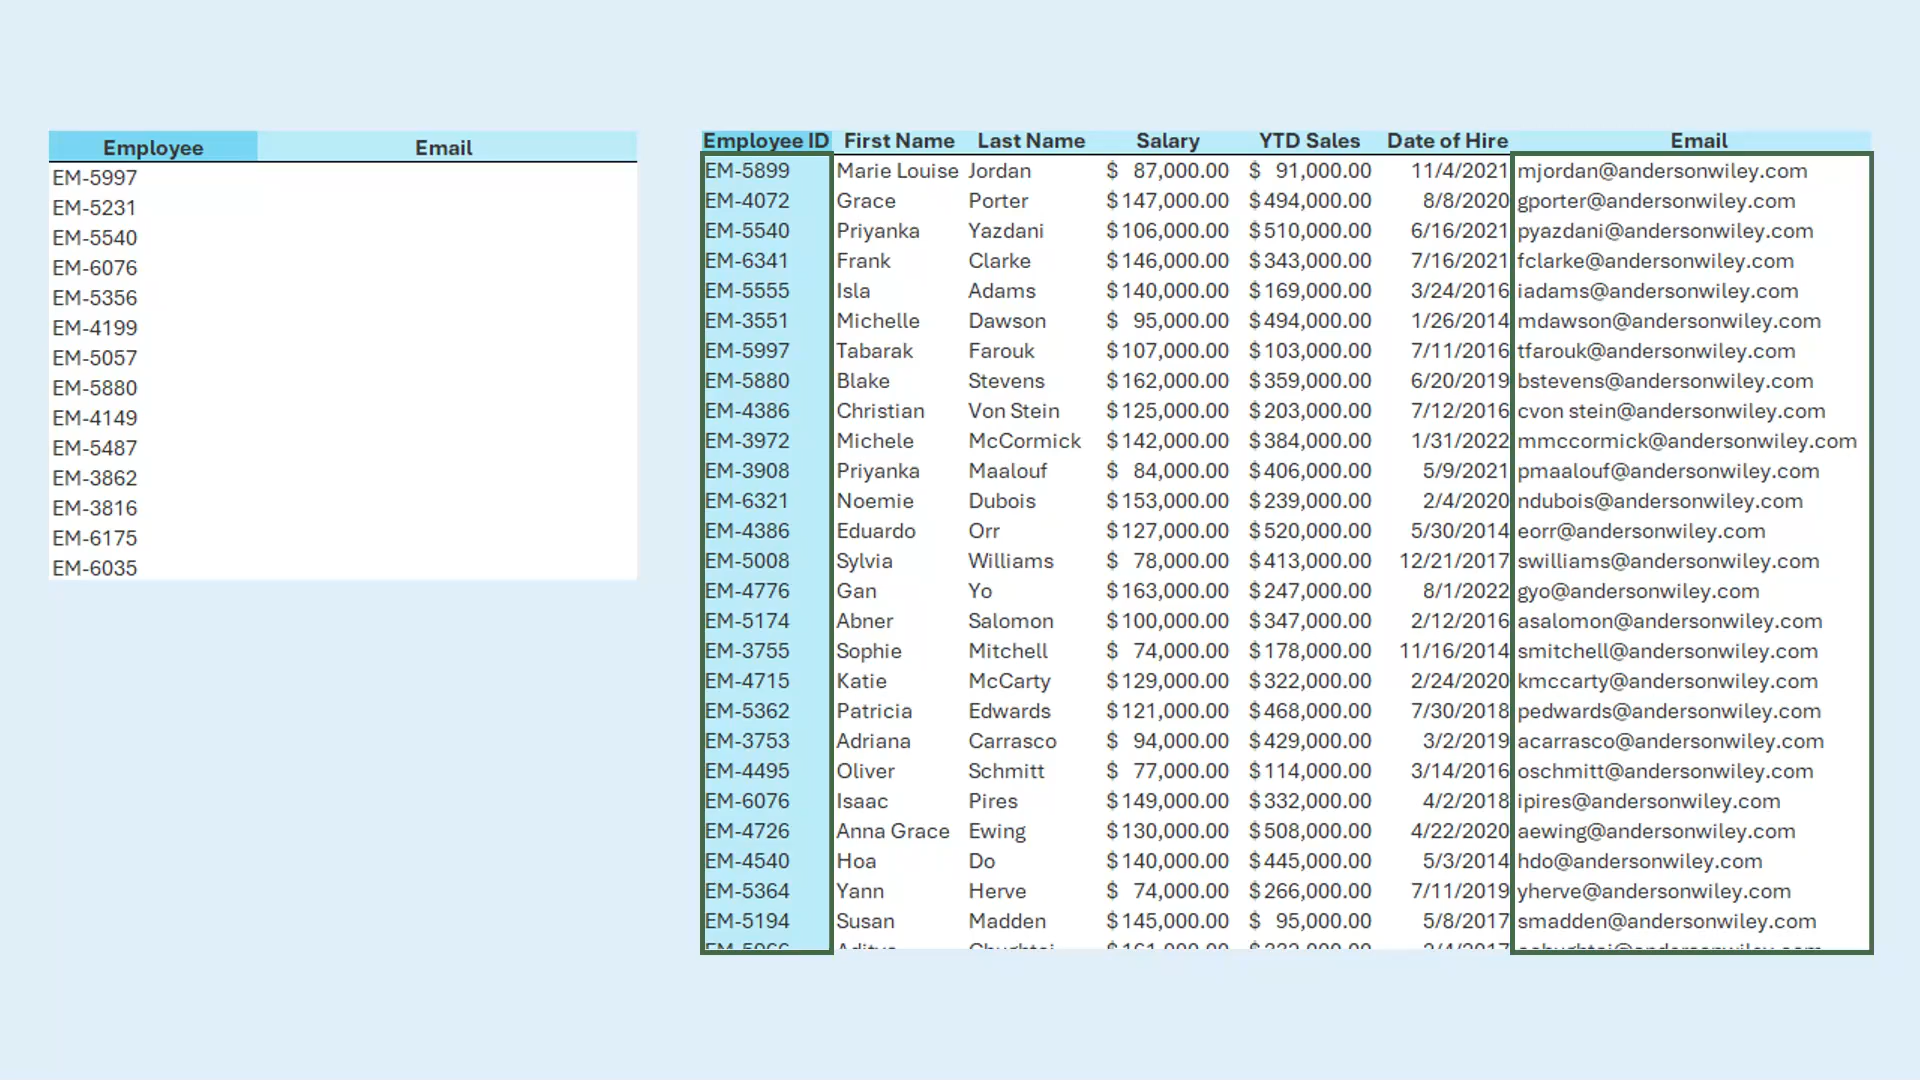 Employee Email
EM-5997
EM-5231
EM-5540
EM-6076
EM-5356
EM-4199
EM-5057
EM-5880
EM-4149
EM-5487
EM-3862
EM-3816
EM-6175
EM-6035
Employee ID First Name Last Name Salary YTD Sales Date of Hire Email
EM-5899 Marie Louise Jordan $ 87,000.00 $ 91,000.00 11/4/2021 mjordan@andersonwiley.com
EM-4072 Grace Porter $147,000.00 $494,000.00 8/8/2020 gporter@andersonwiley.com
EM-5540 Priyanka Yazdani $106,000.00 $510,000.00 6/16/2021 pyazdani@andersonwiley.com
EM-6341 Frank Clarke $146,000.00 $343,000.00 7/16/2021 fclarke@andersonwiley.com
EM-5555 Isla Adams $140,000.00 $169,000.00 3/24/2016 iadams@andersonwiley.com
EM-3551 Michelle Dawson $ 95,000.00 $494,000.00 1/26/2014 mdawson@andersonwiley.com
EM-5997 Tabarak Farouk $107,000.00 $103,000.00 7/11/2016 tfarouk@andersonwiley.com
EM-5880 Blake Stevens $162,000.00 $359,000.00 6/20/2019 bstevens@andersonwiley.com
EM-4386 Christian Von Stein $125,000.00 $203,000.00 7/12/2016 cvon stein@andersonwiley.com
EM-3972 Michele McCormick $142,000.00 $384,000.00 1/31/2022 mmccormick@andersonwiley.com
EM-3908 Priyanka Maalouf $ 84,000.00 $406,000.00 5/9/2021 pmaalouf@andersonwiley.com
EM-6321 Noemie Dubois $153,000.00 $239,000.00 2/4/2020 ndubois@andersonwiley.com
EM-4386 Eduardo Orr $127,000.00 $520,000.00 5/30/2014 eorr@andersonwiley.com
EM-5008 Sylvia Williams $ 78,000.00 $413,000.00 12/21/2017 swilliams@andersonwiley.com
EM-4776 Gan Yo $163,000.00 $247,000.00 8/1/2022 gyo@andersonwiley.com
EM-5174 Abner Salomon $100,000.00 $347,000.00 2/12/2016 asalomon@andersonwiley.com
EM-3755 Sophie Mitchell $ 74,000.00 $178,000.00 11/16/2014 smitchell@andersonwiley.com
EM-4715 Katie McCarty $129,000.00 $322,000.00 2/24/2020 kmccarty@andersonwiley.com
EM-5362 Patricia Edwards $121,000.00 $468,000.00 7/30/2018 pedwards@andersonwiley.com
EM-3753 Adriana Carrasco $ 94,000.00 $429,000.00 3/2/2019 acarrasco@andersonwiley.com
EM-4495 Oliver Schmitt $ 77,000.00 $114,000.00 3/14/2016 oschmitt@andersonwiley.com
EM-6076 Isaac Pires $149,000.00 $332,000.00 4/2/2018 ipires@andersonwiley.com
EM-4726 Anna Grace Ewing $130,000.00 $508,000.00 4/22/2020 aewing@andersonwiley.com
EM-4540 Hoa Do $140,000.00 $445,000.00 5/3/2014 hdo@andersonwiley.com
EM-5364 Yann Herve $ 74,000.00 $266,000.00 7/11/2019 yherve@andersonwiley.com
EM-5194 Susan Madden $145,000.00 $ 95,000.00 5/8/2017 smadden@andersonwiley.com